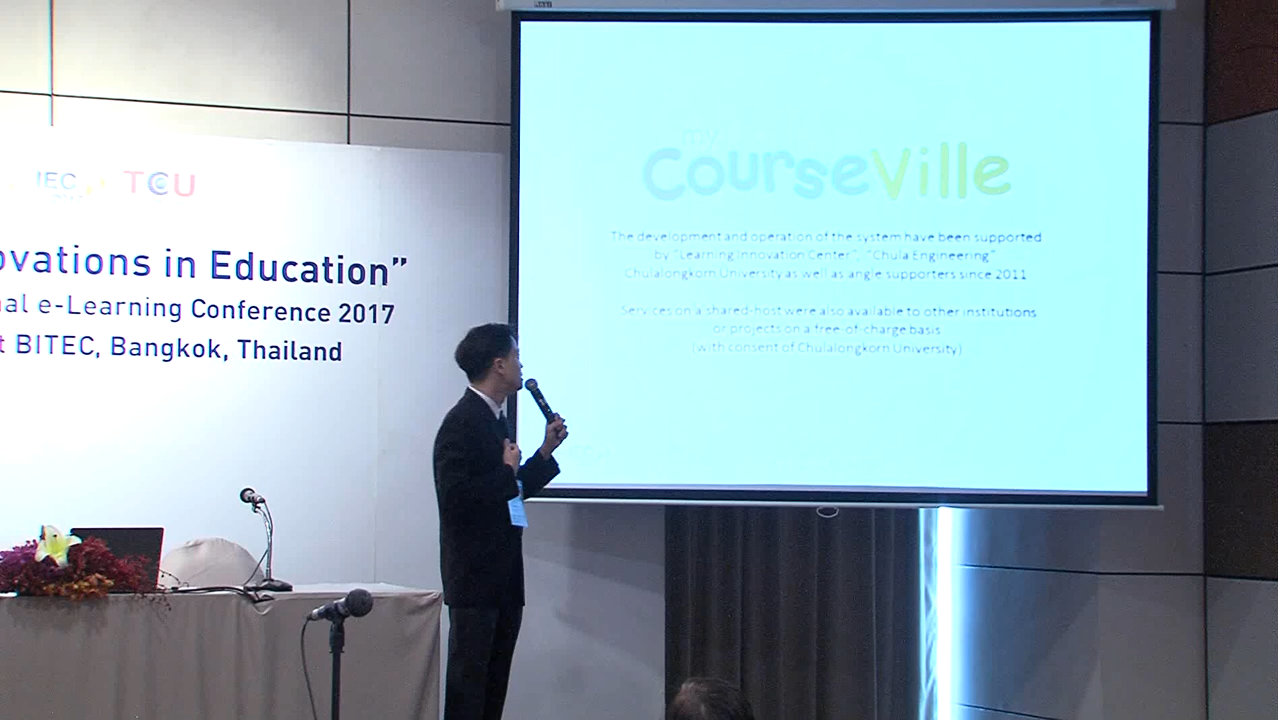 IEC
TCU
ovations in Education"
nal e-Learning Conference 2017
t BITEC, Bangkok, Thailand
my
CourseVille
The development and operation of the system have been supported
by "Learning Innovation Center", "Chula Engineering"
Chulalongkorn University as well as angle supporters since 2011
Services on a shared-host were also available to other institutions
or projects on a free-of-charge basis
(with consent of Chulalongkorn University)